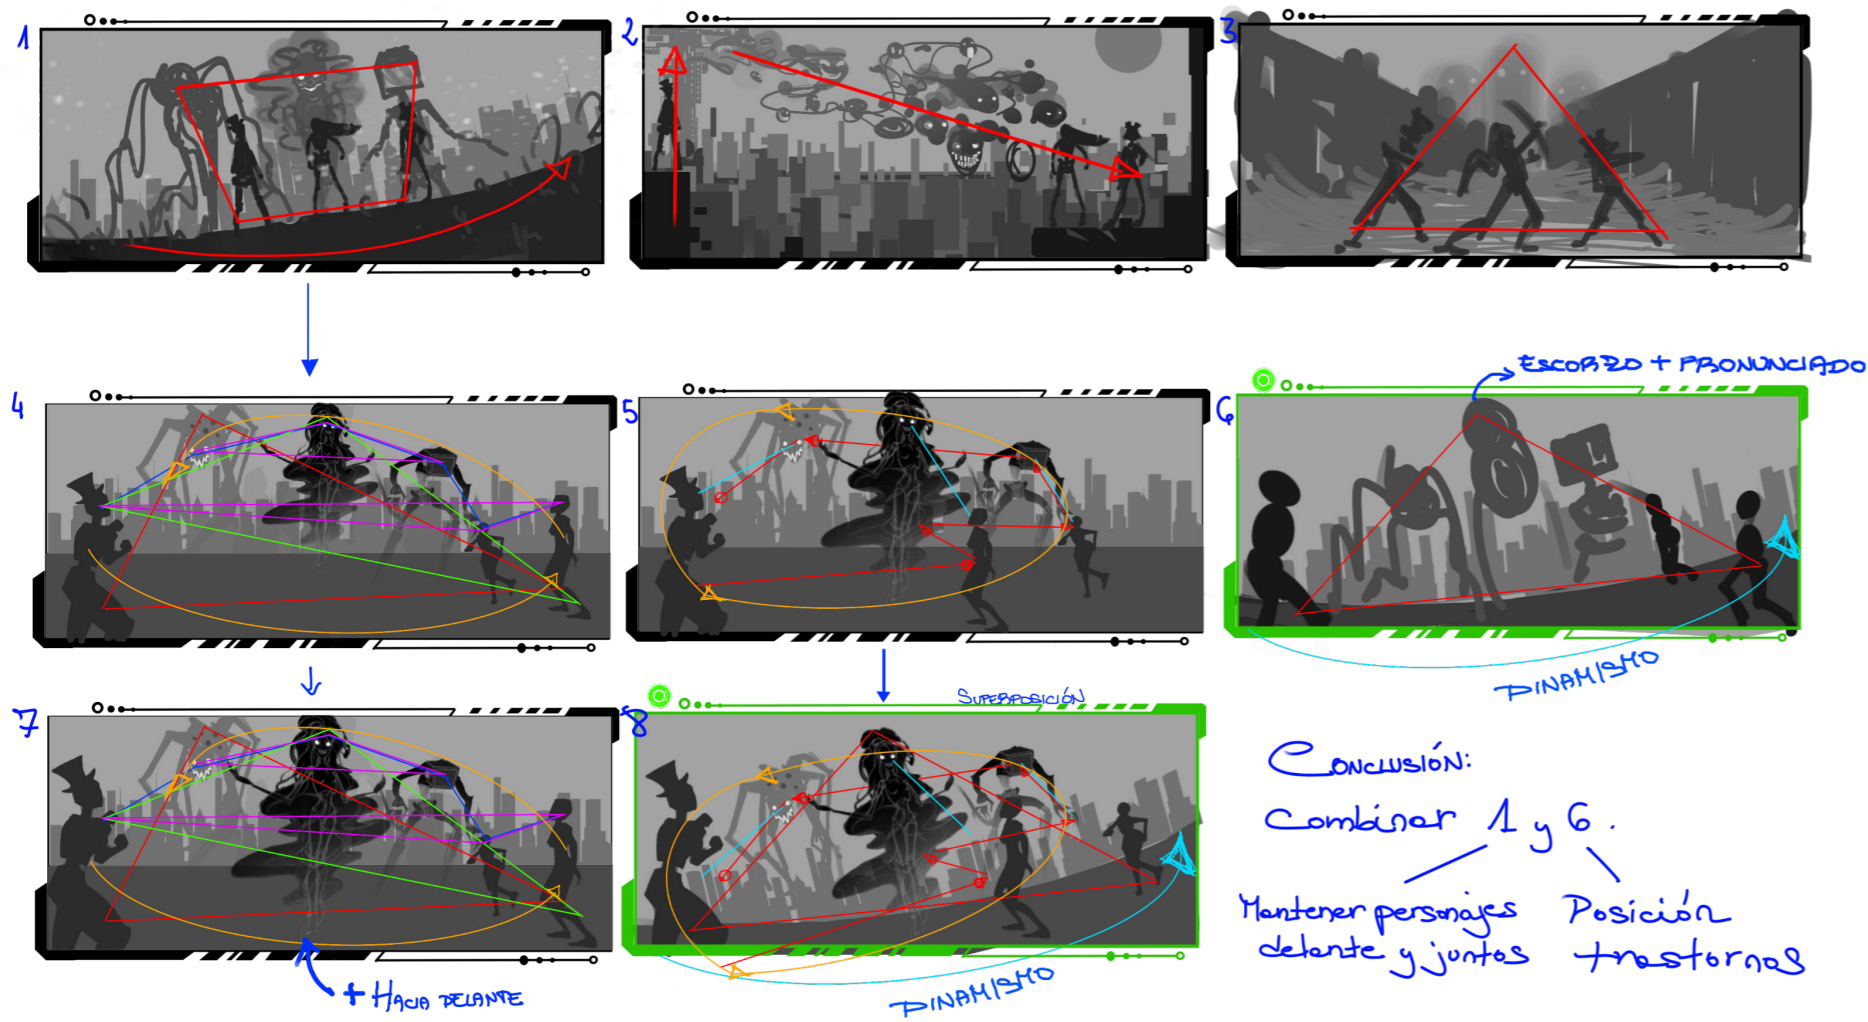 1
2
3
ESCORZO + PRONUNCIADO
4
5
6
DINAMISMO
7
8
SUPERPOSICIÓN
+ HACIA DELANTE
DINAMISMO
CONCLUSIÓN:
Combinar 1 y 6.
Mantener personajes
delante y juntos
Posición
trastornos